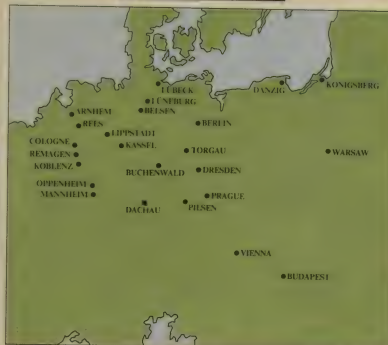 LÜBECK
DANZIG
KONIGSBERG
LÜNEBURG
BELSEN
ARNHEM
REES
BERLIN
LIPPSTADT
COLOGNE
KASSEL
TORGAU
WARSAW
REMAGEN
KOBLENZ
BUCHENWALD
DRESDEN
OPPENHEIM
MANNHEIM
PRAGUE
DACHAU
PILSEN
VIENNA
BUDAPEST